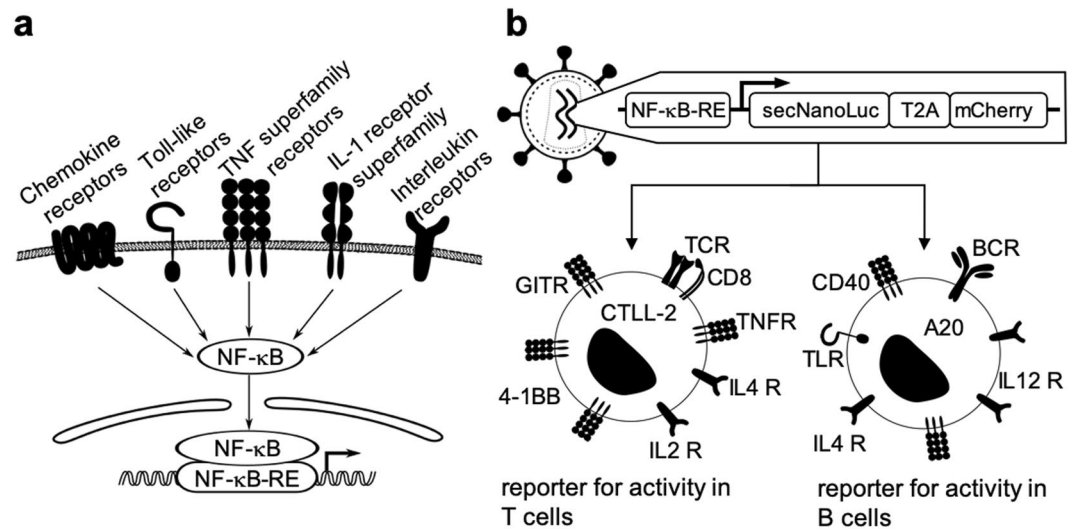 a
Chemokine
receptors
Toll-like
receptors
TNF superfamily
receptors
IL-1 receptor
superfamily
Interleukin
receptors
NF-κB
NF-κB
NF-κB-RE
b
NF-κB-RE
secNanoLuc
T2A
mCherry
TCR
CD8
GITR
CTLL-2
TNFR
4-1BB
IL4 R
IL2 R
reporter for activity in
T cells
BCR
CD40
A20
TLR
IL12 R
IL4 R
reporter for activity in
B cells